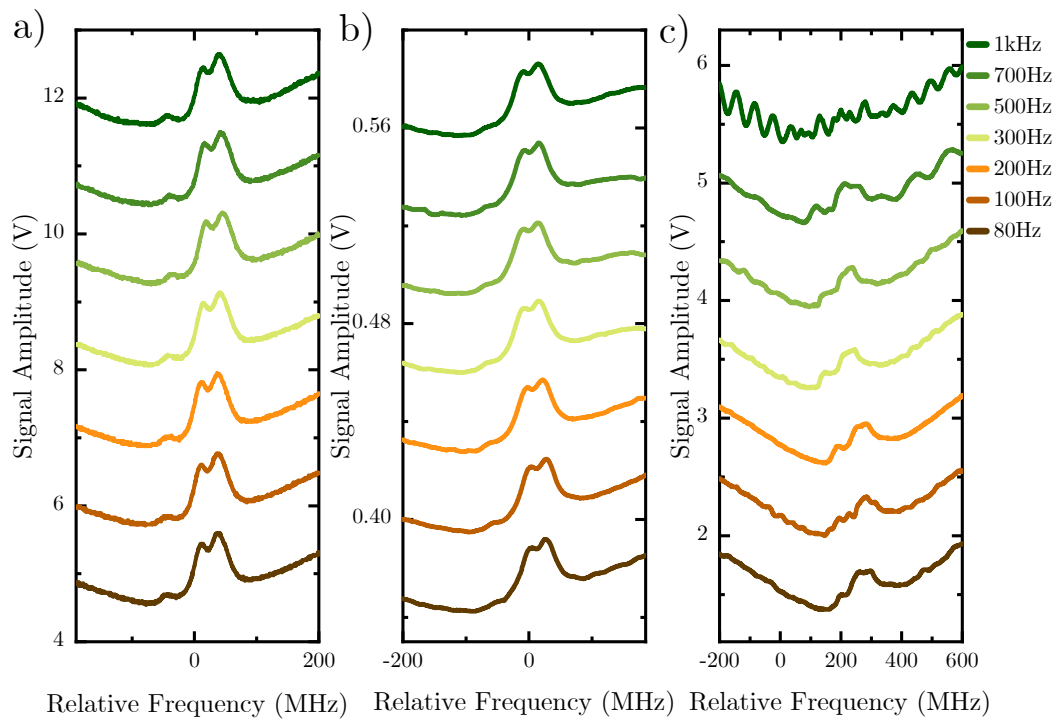 a)
b)
c)
12
10
8
6
4
0
200
Signal Amplitude (V)
Relative Frequency (MHz)
0.56
0.48
0.40
-200
0
Signal Amplitude (V)
Relative Frequency (MHz)
6
5
4
3
2
-200
0
200
400
600
Signal Amplitude (V)
Relative Frequency (MHz)
1kHz
700Hz
500Hz
300Hz
200Hz
100Hz
80Hz